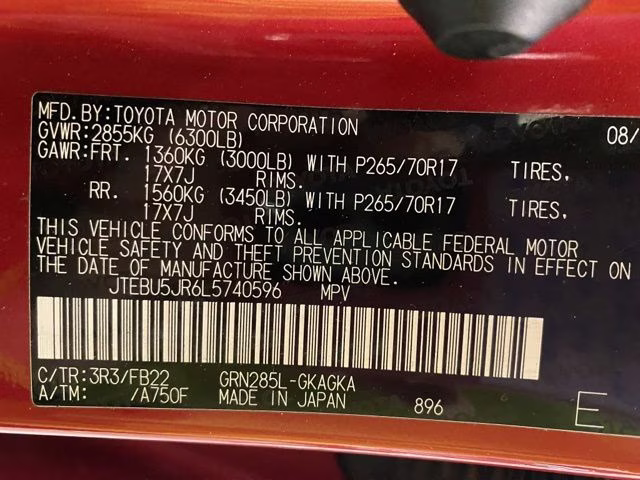 MFD.BY:TOYOTA MOTOR CORPORATION 08/
GVWR:2855KG (6300LB)
GAWR:FRT. 1360KG (3000LB) WITH P265/70R17 TIRES,
17X7J RIMS.
RR. 1560KG (3450LB) WITH P265/70R17 TIRES,
17X7J RIMS.
THIS VEHICLE CONFORMS TO ALL APPLICABLE FEDERAL MOTOR
VEHICLE SAFETY AND THEFT PREVENTION STANDARDS IN EFFECT ON
THE DATE OF MANUFACTURE SHOWN ABOVE.
JTEBU5JR6L5740596 MPV
C/TR:3R3/FB22 GRN285L-GKAGKA
A/TM: /A750F MADE IN JAPAN 896 E